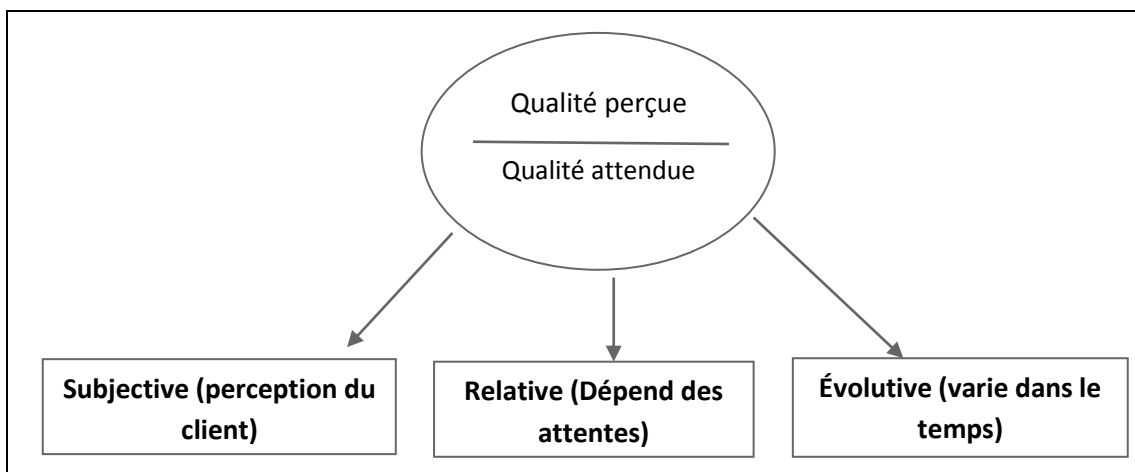 Qualité perçue
Qualité attendue
Subjective (perception du
client)
Relative (Dépend des
attentes)
Évolutive (varie dans le
temps)